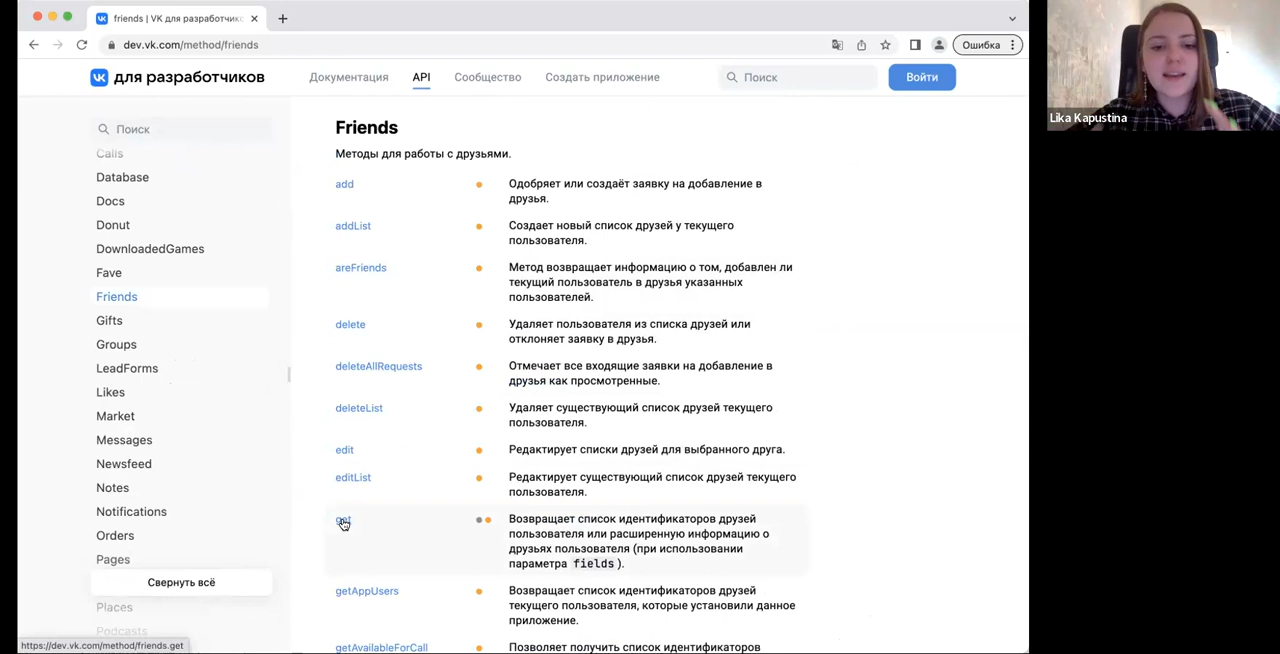 friends | VK для разработчик
dev.vk.com/method/friends
Ошибка
VK для разработчиков
Документация
API
Сообщество
Создать приложение
Поиск
Войти
Lika Kapustina
Поиск
Calls
Database
Docs
Donut
DownloadedGames
Fave
Friends
Gifts
Groups
LeadForms
Likes
Market
Messages
Newsfeed
Notes
Notifications
Orders
Pages
Свернуть всё
Places
Podcasts
https://dev.vk.com/method/friends.get
Friends
Методы для работы с друзьями.
add
Одобряет или создаёт заявку на добавление в
друзья.
addList
Создает новый список друзей у текущего
пользователя.
areFriends
Метод возвращает информацию о том, добавлен ли
текущий пользователь в друзья указанных
пользователей.
delete
Удаляет пользователя из списка друзей или
отклоняет заявку в друзья.
deleteAllRequests
Отмечает все входящие заявки на добавление в
друзья как просмотренные.
deleteList
Удаляет существующий список друзей текущего
пользователя.
edit
Редактирует списки друзей для выбранного друга.
editList
Редактирует существующий список друзей текущего
пользователя.
get
Возвращает список идентификаторов друзей
пользователя или расширенную информацию о
друзьях пользователя (при использовании
параметра fields ).
getAppUsers
Возвращает список идентификаторов друзей
текущего пользователя, которые установили данное
приложение.
getAvailableForCall
Позволяет получить список идентификаторов